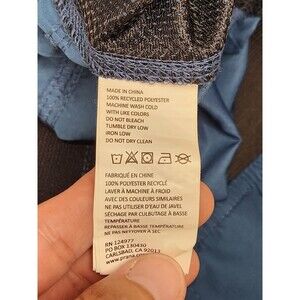 MADE IN CHINA
100% RECYCLED POLYESTER
MACHINE WASH COLD
WITH LIKE COLORS
DO NOT BLEACH
TUMBLE DRY LOW
IRON LOW
DO NOT DRY CLEAN
FABRIQUÉ EN CHINE
100% POLYESTER RECYCLÉ
LAVER À MACHINE À FROID
AVEC DES COULEURS SIMILAIRES
NE PAS UTILISER D'EAU
SÉCHAGE PAR CULBUTAGE À BASSE
TEMPÉRATURE
REPASSER À BASSE TEMPÉRATURE
NE PAS NETTOYER À SEC
RN 124977
PO BOX 130430
CARLSBAD, CA 92013
www.prana.